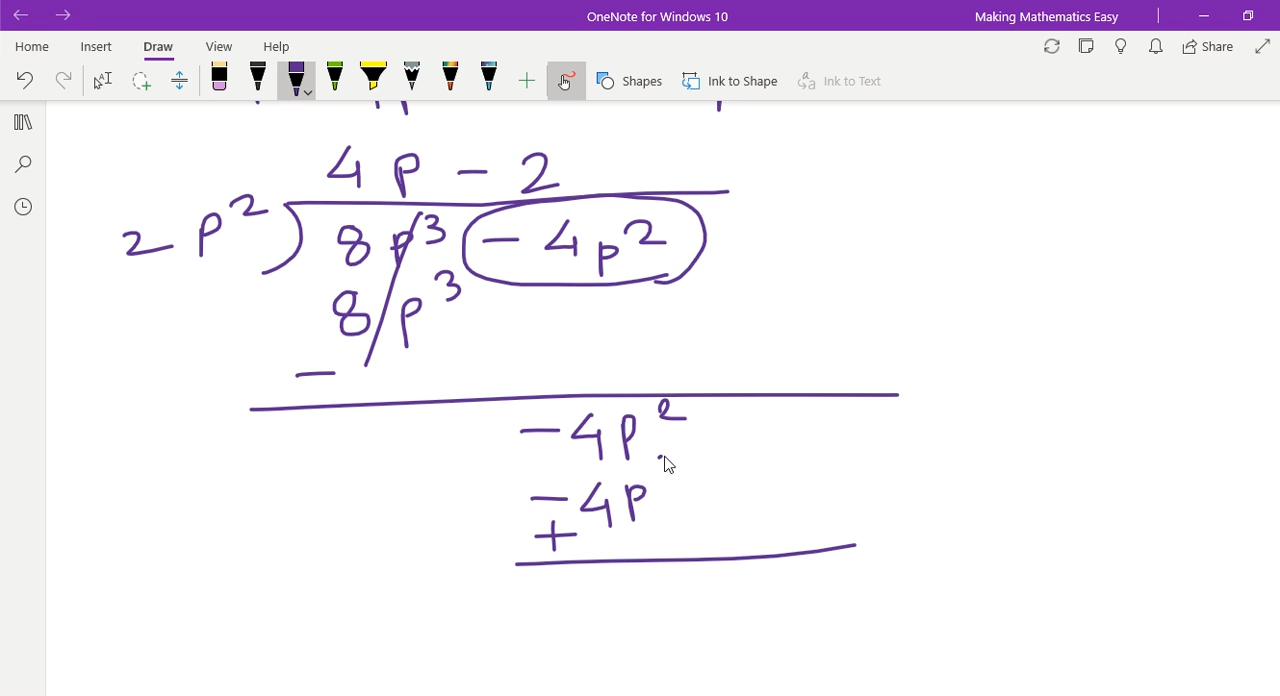 OneNote for Windows 10
Making Mathematics Easy
Home Insert Draw View Help
Share
Shapes Ink to Shape Ink to Text
4p - 2
2p² ) 8p³ - 4p²
8p³
-
-4p²
-4p
+